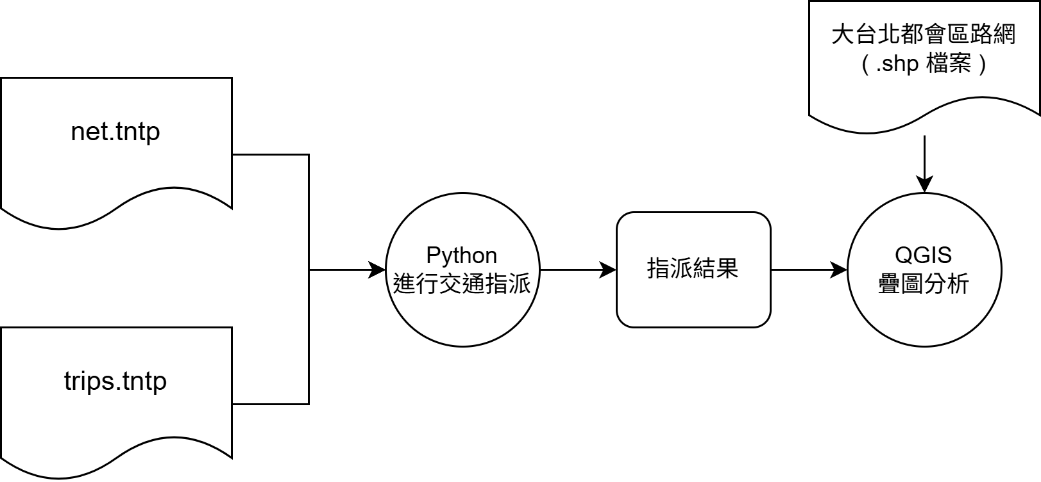 大台北都會區路網
( .shp 檔案 )
net.tntp
Python
進行交通指派
指派結果
QGIS
疊圖分析
trips.tntp